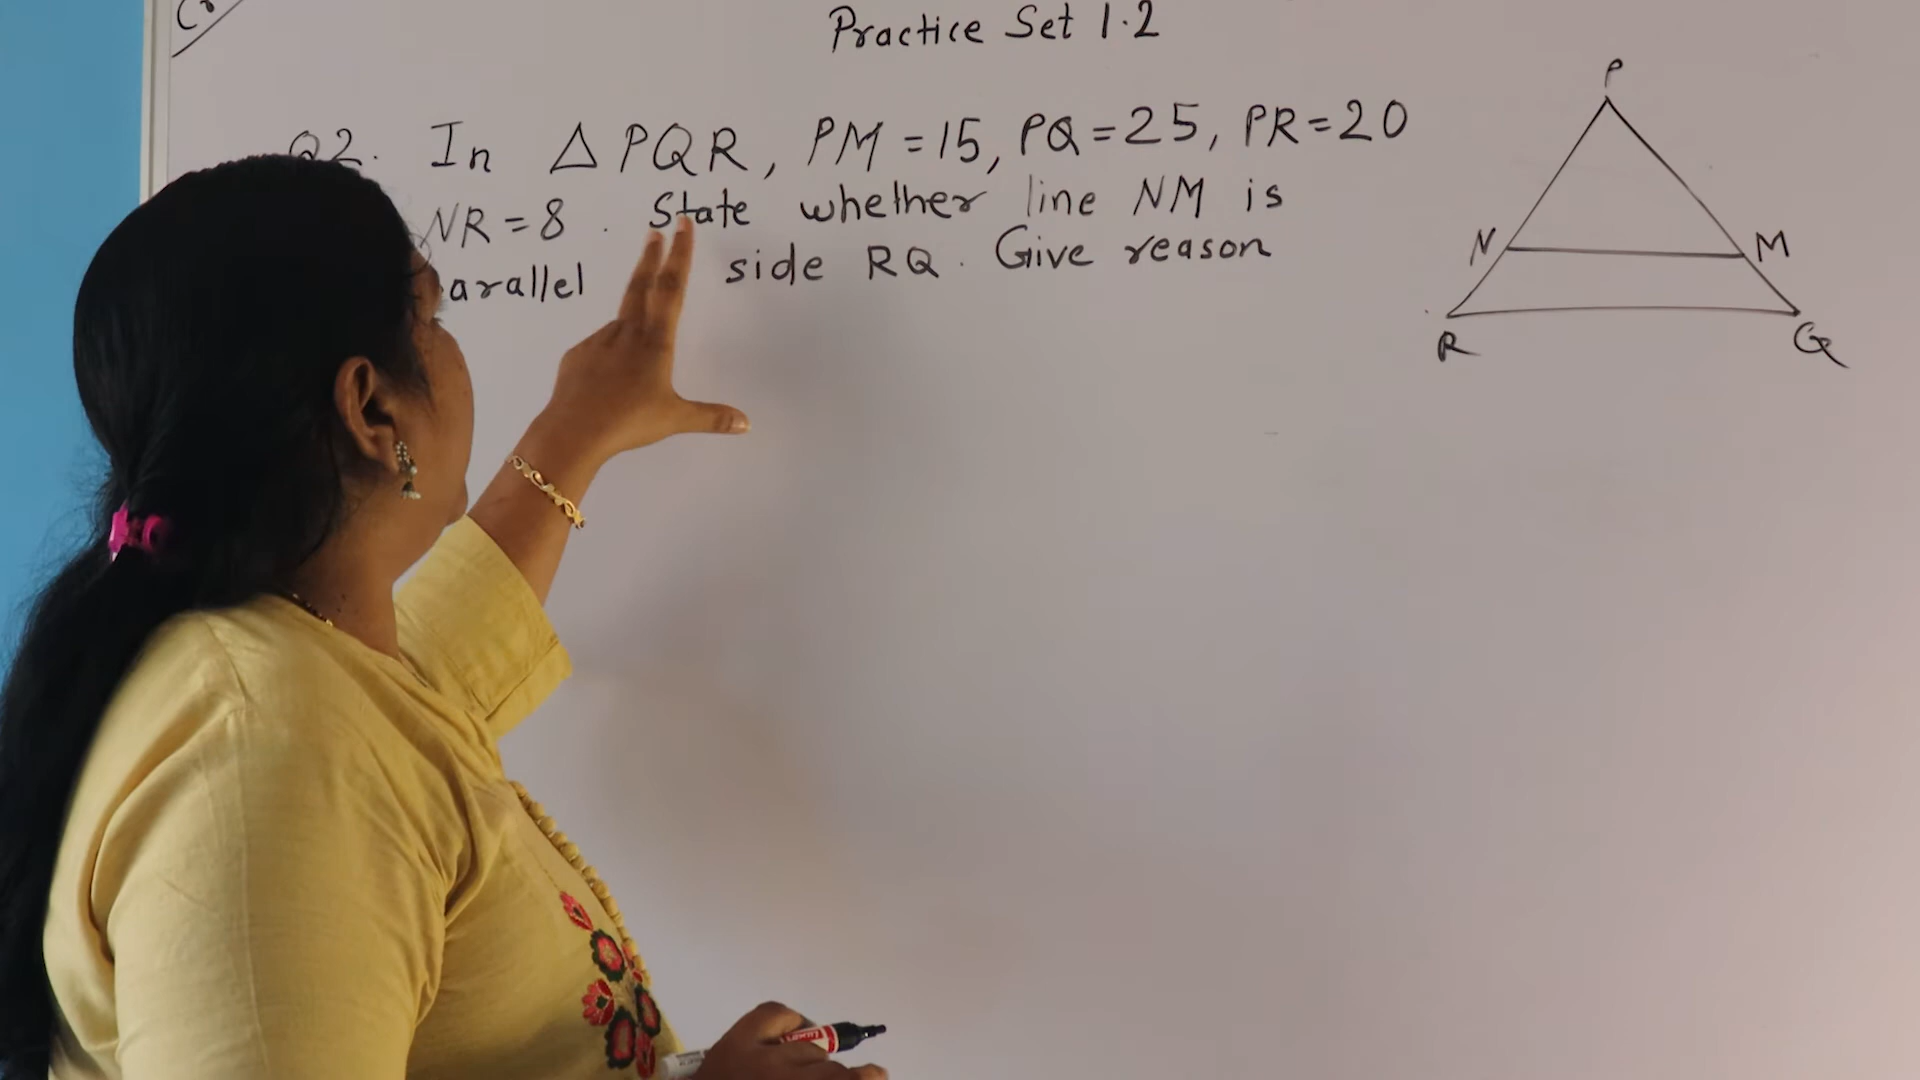 Practice Set 1.2
Q2. In △PQR, PM = 15, PQ = 25, PR = 20
NR = 8. State whether line NM is
parallel side RQ. Give reason
P
N M
R Q